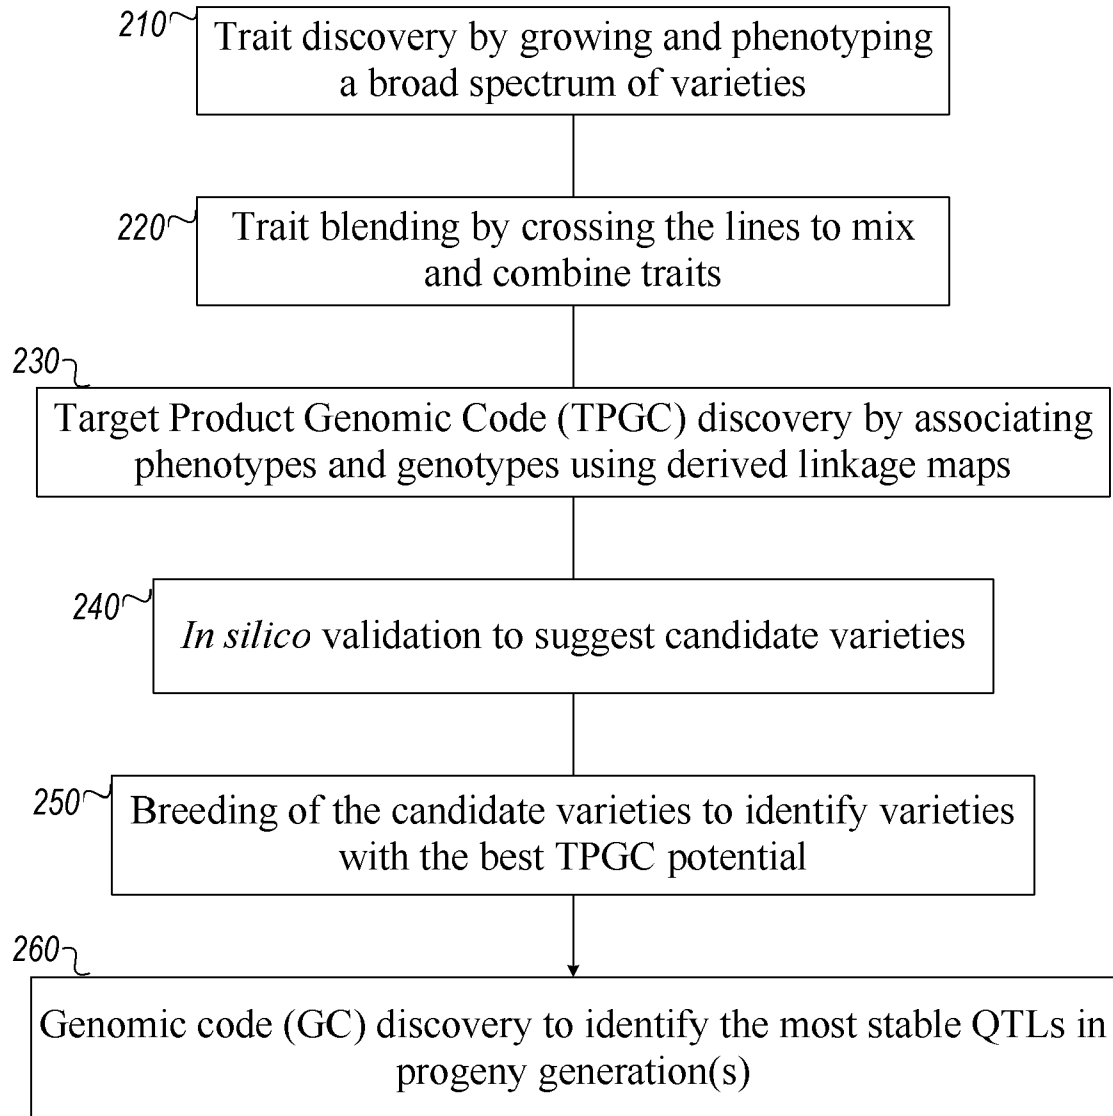 210
Trait discovery by growing and phenotyping
a broad spectrum of varieties
220
Trait blending by crossing the lines to mix
and combine traits
230
Target Product Genomic Code (TPGC) discovery by associating
phenotypes and genotypes using derived linkage maps
240
In silico validation to suggest candidate varieties
250
Breeding of the candidate varieties to identify varieties
with the best TPGC potential
260
Genomic code (GC) discovery to identify the most stable QTLs in
progeny generation(s)